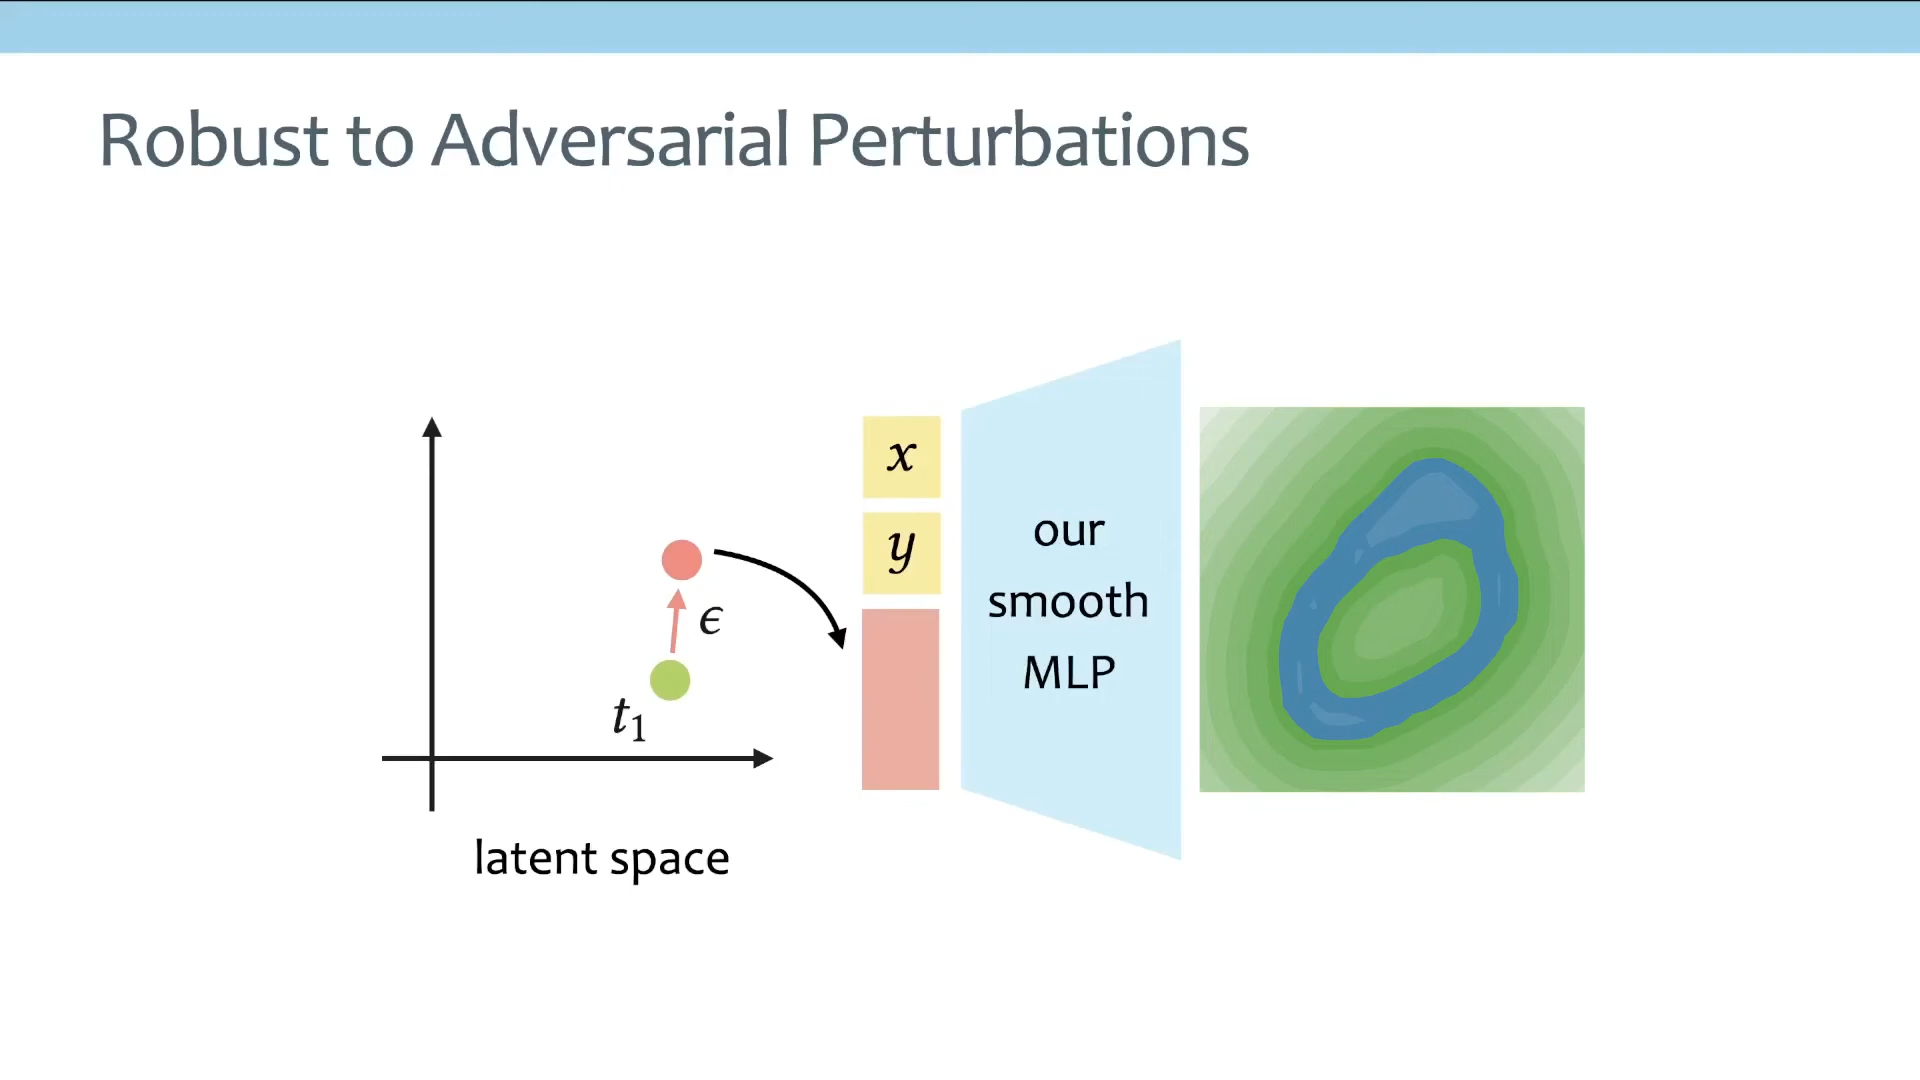 Robust to Adversarial Perturbations
x
y
our
smooth
MLP
ϵ
t₁
latent space